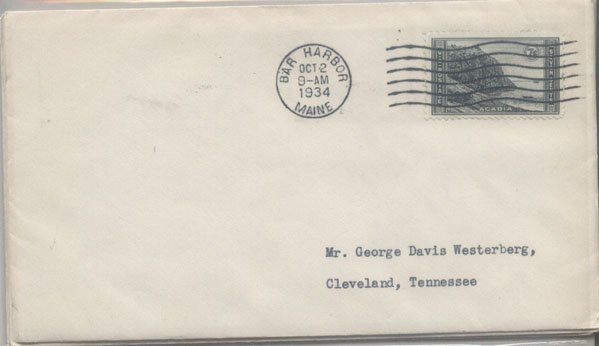 BAR HARBOR
OCT 2
9-AM
1934
MAINE
7¢
ACADIA
Mr. George Davis Westerberg,
Cleveland, Tennessee